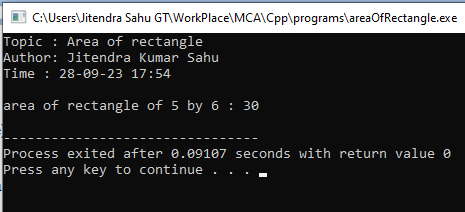 C:\Users\Jitendra Sahu GT\WorkPlace\MCA\Cpp\programs\areaOfRectangle.exe
Topic : Area of rectangle
Author: Jitendra Kumar Sahu
Time : 28-09-23 17:54
area of rectangle of 5 by 6 : 30
--------------------------------
Process exited after 0.09107 seconds with return value 0
Press any key to continue . . .